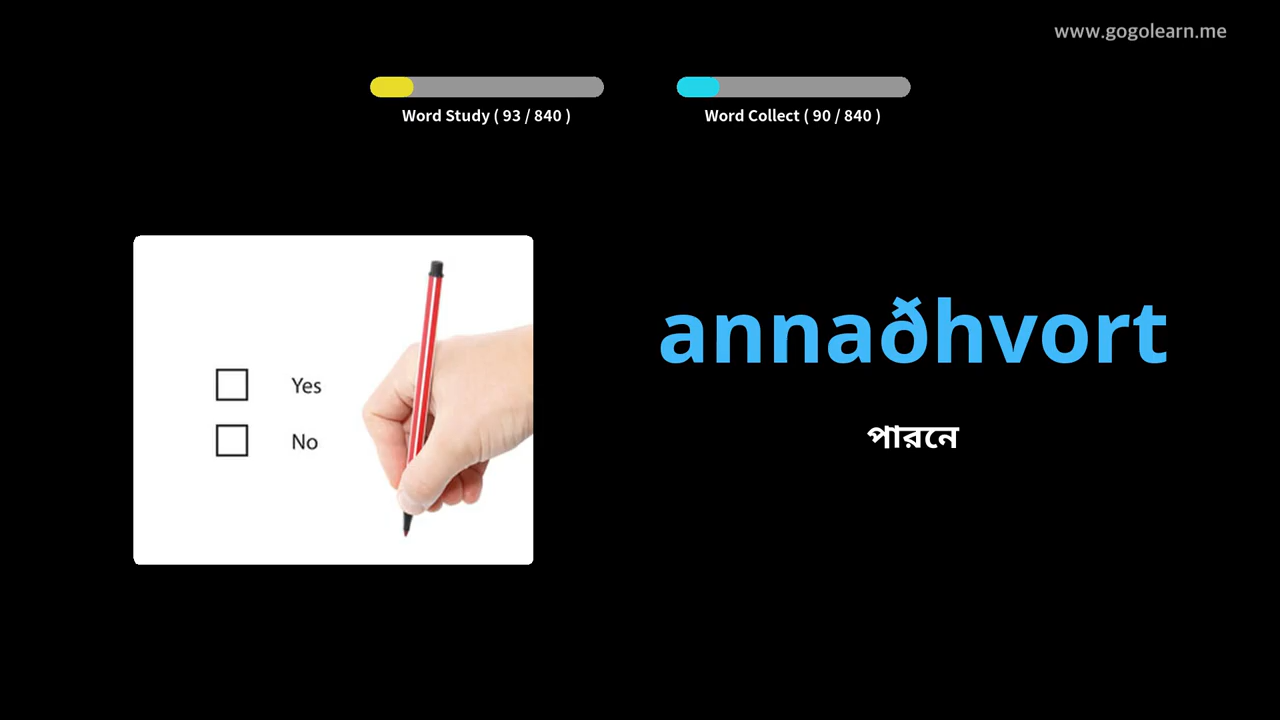 www.gogolearn.me
Word Study ( 93 / 840 )
Word Collect ( 90 / 840 )
annaðhvort
পারনে
Yes
No